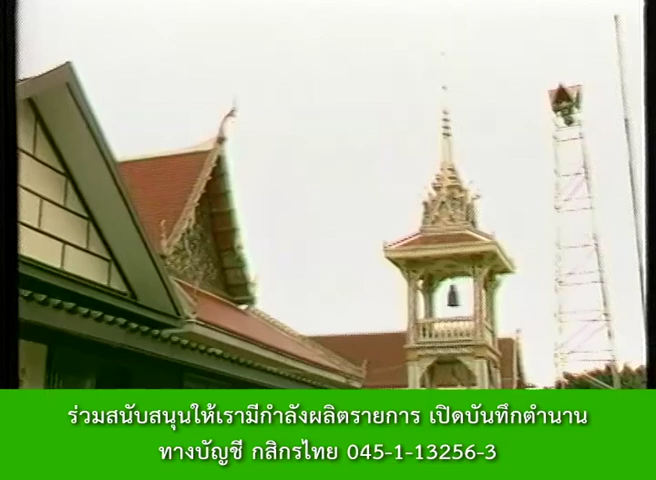 ร่วมสนับสนุนให้เรามีกำลังผลิตรายการ เปิดบันทึกตำนาน
ทางบัญชี กสิกรไทย 045-1-13256-3